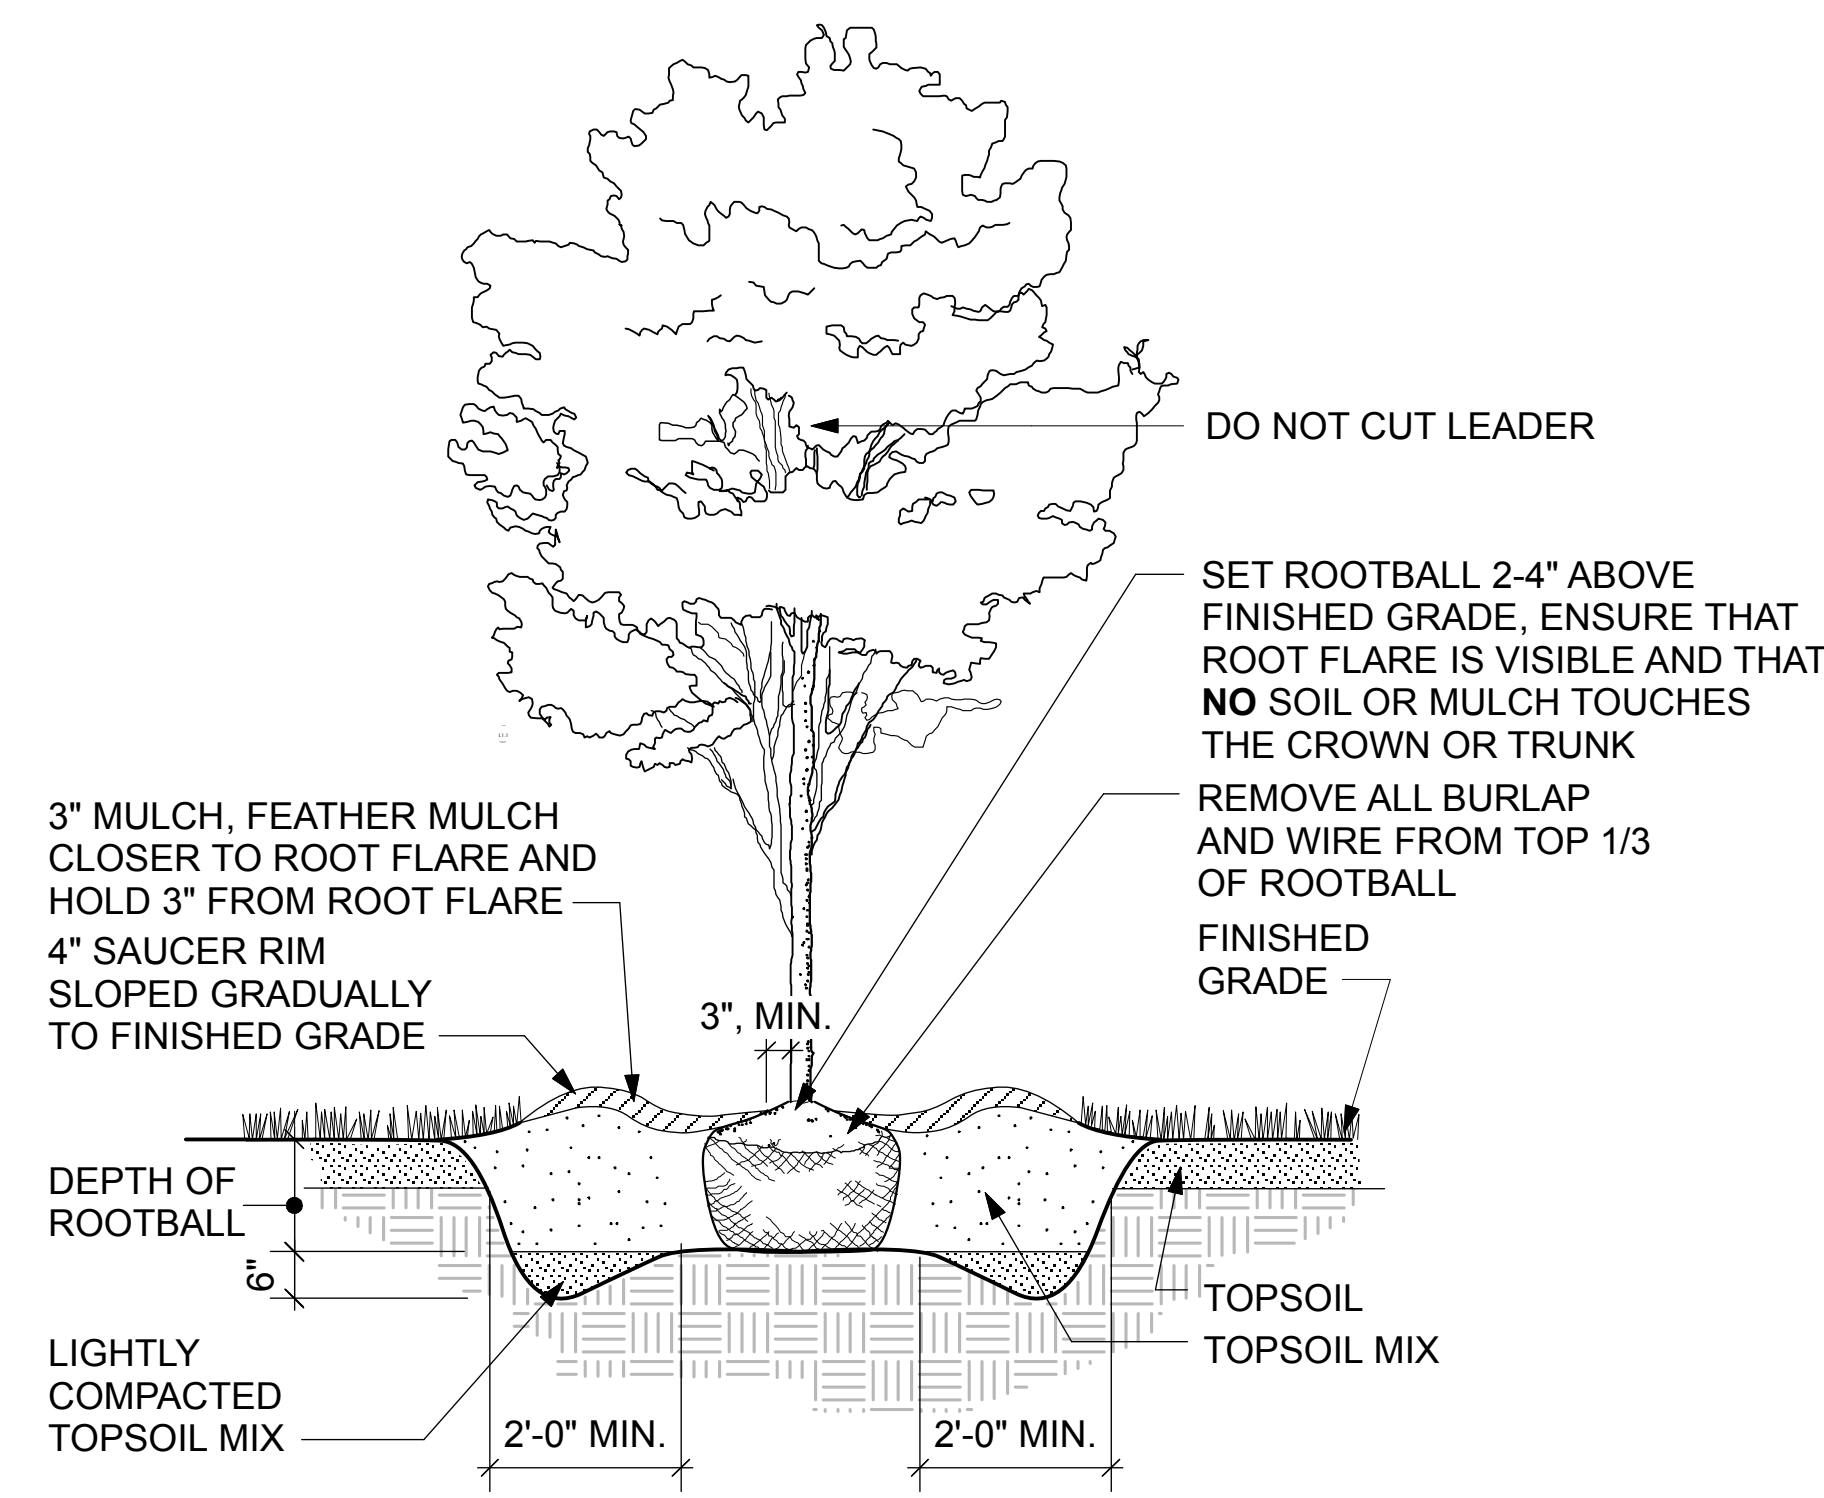 DO NOT CUT LEADER
SET ROOTBALL 2-4" ABOVE
FINISHED GRADE, ENSURE THAT
ROOT FLARE IS VISIBLE AND THAT
NO SOIL OR MULCH TOUCHES
THE CROWN OR TRUNK
REMOVE ALL BURLAP
AND WIRE FROM TOP 1/3
OF ROOTBALL
FINISHED
GRADE
3" MULCH, FEATHER MULCH
CLOSER TO ROOT FLARE AND
HOLD 3" FROM ROOT FLARE
4" SAUCER RIM
SLOPED GRADUALLY
TO FINISHED GRADE
3", MIN.
DEPTH OF
ROOTBALL
6"
LIGHTLY
COMPACTED
TOPSOIL MIX
2'-0" MIN.
2'-0" MIN.
TOPSOIL
TOPSOIL MIX